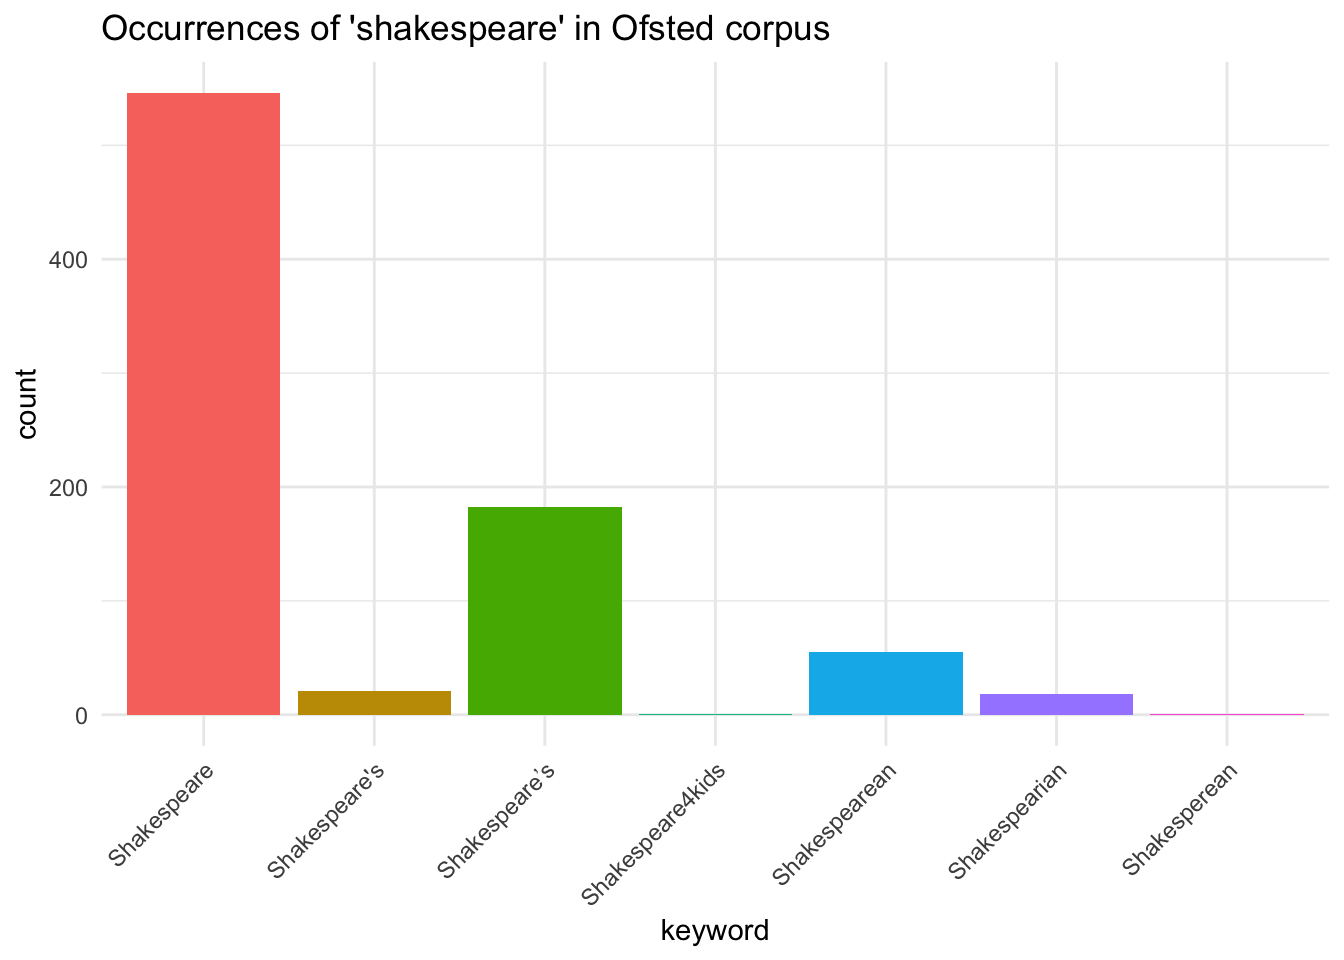 Occurrences of 'shakespeare' in Ofsted corpus
count
400
200
0
Shakespeare
Shakespeare's
Shakespeare’s
Shakespeare4kids
Shakespearean
Shakespearian
Shakesperean
keyword